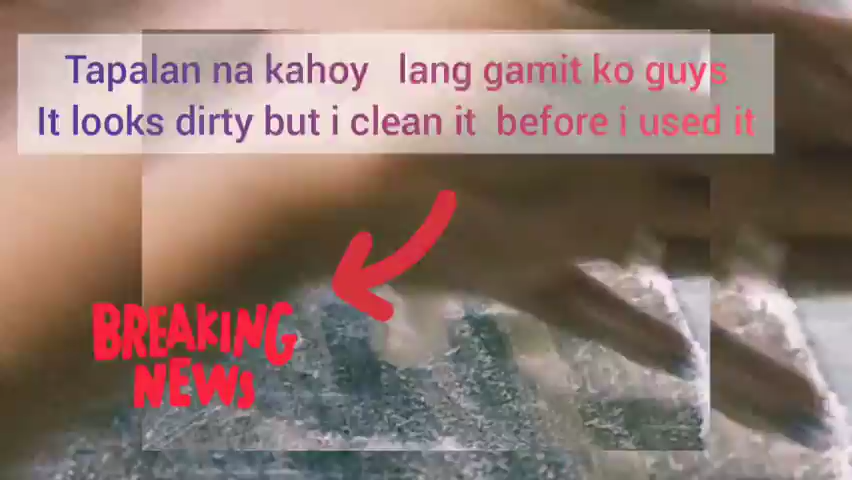 Tapalan na kahoy lang gamit ko guys
It looks dirty but i clean it before i used it
BREAKING
NEWS